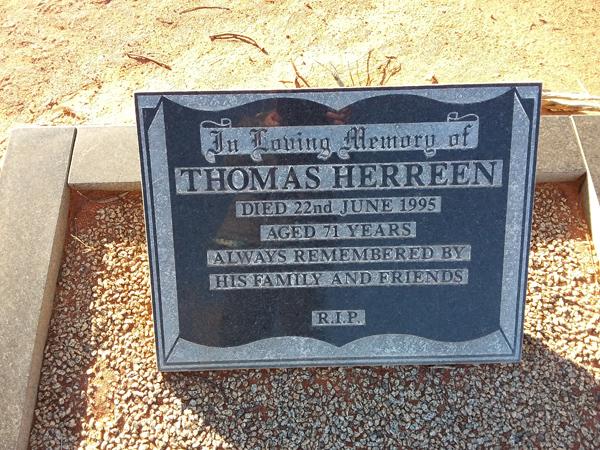 In Loving Memory of
THOMAS HERREEN
DIED 22nd JUNE 1995
AGED 71 YEARS
ALWAYS REMEMBERED BY
HIS FAMILY AND FRIENDS
R.I.P.